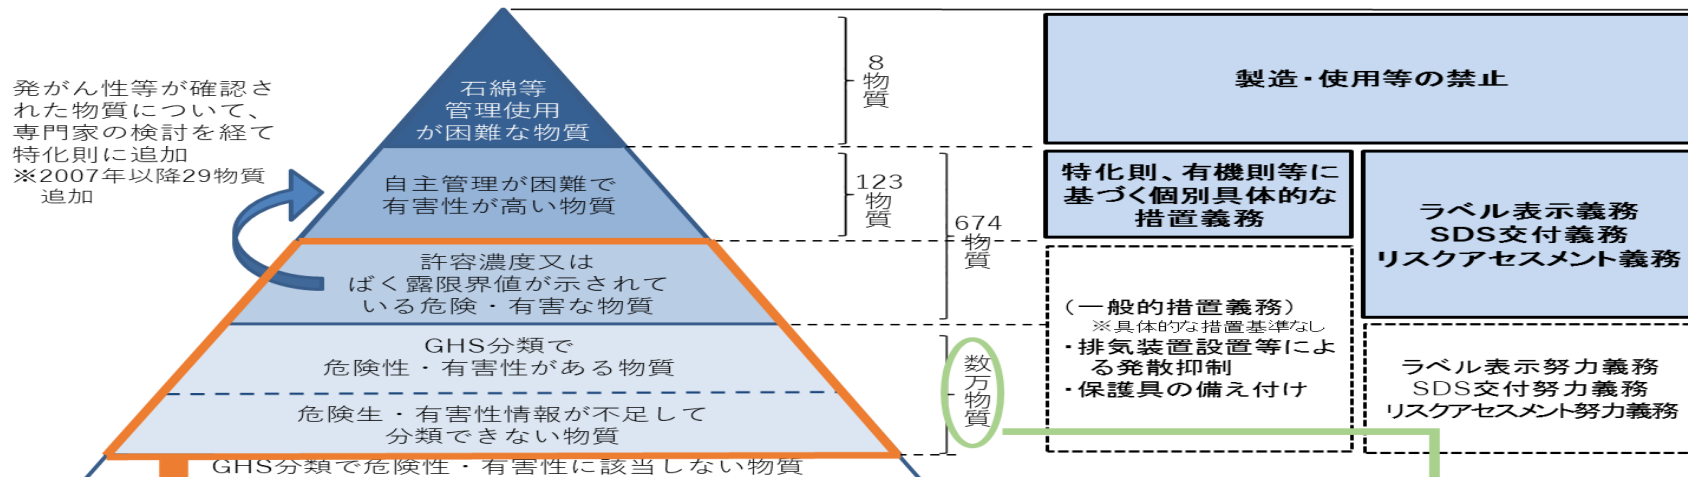 発がん性等が確認さ
れた物質について、
専門家の検討を経て
特化則に追加
※2007年以降29物質
追加
石綿等
管理使用
が困難な物質
自主管理が困難で
有害性が高い物質
許容濃度又は
ばく露限界値が示されて
いる危険・有害な物質
GHS分類で
危険性・有害性がある物質
危険生・有害性情報が不足して
分類できない物質
GHS分類で危険性・有害性に該当しない物質
8物質
123物質
674物質
数万物質
製造・使用等の禁止
特化則、有機則等に
基づく個別具体的な
措置義務
(一般的措置義務)
※具体的な措置基準なし
・排気装置設置等によ
る発散抑制
・保護具の備え付け
ラベル表示義務
SDS交付義務
リスクアセスメント義務
ラベル表示努力義務
SDS交付努力義務
リスクアセスメント努力義務